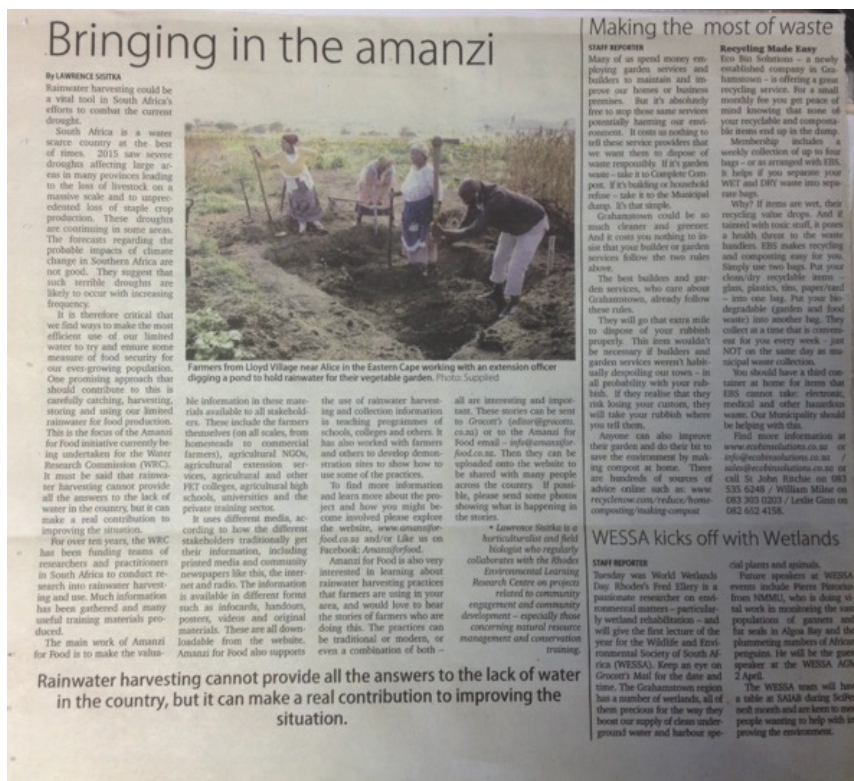 Bringing in the amanzi
By LAWRENCE SISITKA
Rainwater harvesting could be
a vital tool in South Africa's
efforts to combat the current
drought.
South Africa is a water
scarce country at the best
of times. 2015 saw severe
droughts affecting large ar-
eas in many provinces leading
to the loss of livestock on a
massive scale and to unprec-
edented loss of staple crop
production. These droughts
are continuing in some areas.
The forecasts regarding the
probable impacts of climate
change in Southern Africa are
not good. They suggest that
such terrible droughts are
likely to occur with increasing
frequency.
It is therefore critical that
we find ways to make the most
efficient use of our limited
water to try and ensure some
measure of food security for
our ever-growing population.
One promising approach that
should contribute to this is
carefully catching, harvesting,
storing and using our limited
rainwater for food production.
This is the focus of the Amanzi
for Food initiative currently be-
ing undertaken for the Water
Research Commission (WRC).
It must be said that rainwa-
ter harvesting cannot provide
all the answers to the lack of
water in the country, but it can
make a real contribution to
improving the situation.
For over ten years, the WRC
has been funding teams of
researchers and practitioners
in South Africa to conduct re-
search into rainwater harvest-
ing and use. Much information
has been gathered and many
useful training materials pro-
duced.
The main work of Amanzi
for Food is to make the valua-
Farmers from Lloyd Village near Alice in the Eastern Cape working with an extension officer
digging a pond to hold rainwater for their vegetable garden. Photo: Supplied
ble information in these mate-
rials available to all stakehold-
ers. These include the farmers
themselves (on all scales, from
homesteads to commercial
farmers), agricultural NGOs,
agricultural extension ser-
vices, agricultural and other
FET colleges, agricultural high
schools, universities and the
private training sector.
It uses different media, ac-
cording to how the different
stakeholders traditionally get
their information, including
printed media and community
newspapers like this, the inter-
net and radio. The information
is available in different forms
such as infocards, handouts,
posters, videos and original
materials. These are all down-
loadable from the website.
Amanzi for Food also supports
the use of rainwater harvest-
ing and collection information
in teaching programmes of
schools, colleges and others. It
has also worked with farmers
and others to develop demon-
stration sites to show how to
use some of the practices.
To find more information
and learn more about the pro-
ject and how you might be-
come involved please explore
the website, www.amanzifor-
food.co.za and/or Like us on
Facebook: Amanziforfood.
Amanzi for Food is also very
interested in learning about
rainwater harvesting practices
that farmers are using in your
area, and would love to hear
the stories of farmers who are
doing this. The practices can
be traditional or modern, or
even a combination of both –
all are interesting and impor-
tant. These stories can be sent
to Grocott's (editor@grocotts.
co.za) or to the Amanzi for
Food email – info@amanzifor-
food.co.za. Then they can be
uploaded onto the website to
be shared with many people
across the country. If possi-
ble, please send some photos
showing what is happening in
the stories.
• Lawrence Sisitka is a
horticulturalist and field
biologist who regularly
collaborates with the Rhodes
Environmental Learning
Research Centre on projects
related to community
engagement and community
development – especially those
concerning natural resource
management and conservation
training.
Rainwater harvesting cannot provide all the answers to the lack of water
in the country, but it can make a real contribution to improving the
situation.
Making the most of waste
STAFF REPORTER
Many of us spend money em-
ploying garden services and
builders to maintain and im-
prove our homes or business
premises. But it's absolutely
free to stop those same services
potentially harming our envi-
ronment. It costs us nothing to
tell these service providers that
we want them to dispose of
waste responsibly. If it's garden
waste – take it to Complete Com-
post. If it's building or household
refuse – take it to the Municipal
dump. It's that simple.
Grahamstown could be so
much cleaner and greener.
And it costs you nothing to in-
sist that your builder or garden
services follow the two rules
above.
The best builders and gar-
den services, who care about
Grahamstown, already follow
these rules.
They will go that extra mile
to dispose of your rubbish
properly. This item wouldn't
be necessary if builders and
garden services weren't habit-
ually despoiling our town – in
all probability with your rub-
bish. If they realise that they
risk losing your custom, they
will take your rubbish where
you tell them.
Anyone can also improve
their garden and do their bit to
save the environment by mak-
ing compost at home. There
are hundreds of sources of
advice online such as: www.
recyclenow.com/reduce/home-
composting/making-compost
Recycling Made Easy
Eco Bin Solutions – a newly
established company in Gra-
hamstown – is offering a great
recycling service. For a small
monthly fee you get peace of
mind knowing that none of
your recyclable and composta-
ble items end up in the dump.
Membership includes a
weekly collection of up to four
bags – or as arranged with EBS.
It helps if you separate your
WET and DRY waste into sepa-
rate bags.
Why? If items are wet, their
recycling value drops. And if
tainted with toxic stuff, it poses
a health threat to the waste
handlers. EBS makes recycling
and composting easy for you.
Simply use two bags. Put your
clean/dry recyclable items –
glass, plastics, tins, paper/card
– into one bag. Put your bio-
degradable (garden and food
waste) into another bag. They
collect at a time that is conven-
ient for you every week – just
NOT on the same day as mu-
nicipal waste collection.
You should have a third con-
tainer at home for items that
EBS cannot take: electronic,
medical and other hazardous
waste. Our Municipality should
be helping with this.
Find more information at
www.ecobinsolutions.co.za or
info@ecobinsolutions.co.za /
sales@ecobinsolutions.co.za or
call St John Ritchie on 083
535 6248 / William Milne on
083 303 0203 / Leslie Ginn on
082 652 4158.
WESSA kicks off with Wetlands
STAFF REPORTER
Tuesday was World Wetlands
Day. Rhodes's Fred Ellery is a
passionate researcher on envi-
ronmental matters – particular-
ly wetland rehabilitation – and
will give the first lecture of the
year for the Wildlife and Envi-
ronmental Society of South Af-
rica (WESSA). Keep an eye on
Grocott's Mail for the date and
time. The Grahamstown region
has a number of wetlands, all of
them precious for the way they
boost our supply of clean under-
ground water and harbour spe-
cial plants and animals.
Future speakers at WESSA
events include Pierre Pistorius
from NMMU, who is doing vi-
tal work in monitoring the vast
populations of gannets and
fur seals in Algoa Bay and the
plummeting numbers of African
penguins. He will be the guest
speaker at the WESSA AGM
2 April.
The WESSA team will have
a table at SAIAB during SciFest
next month and are keen to meet
people wanting to help with im-
proving the environment.